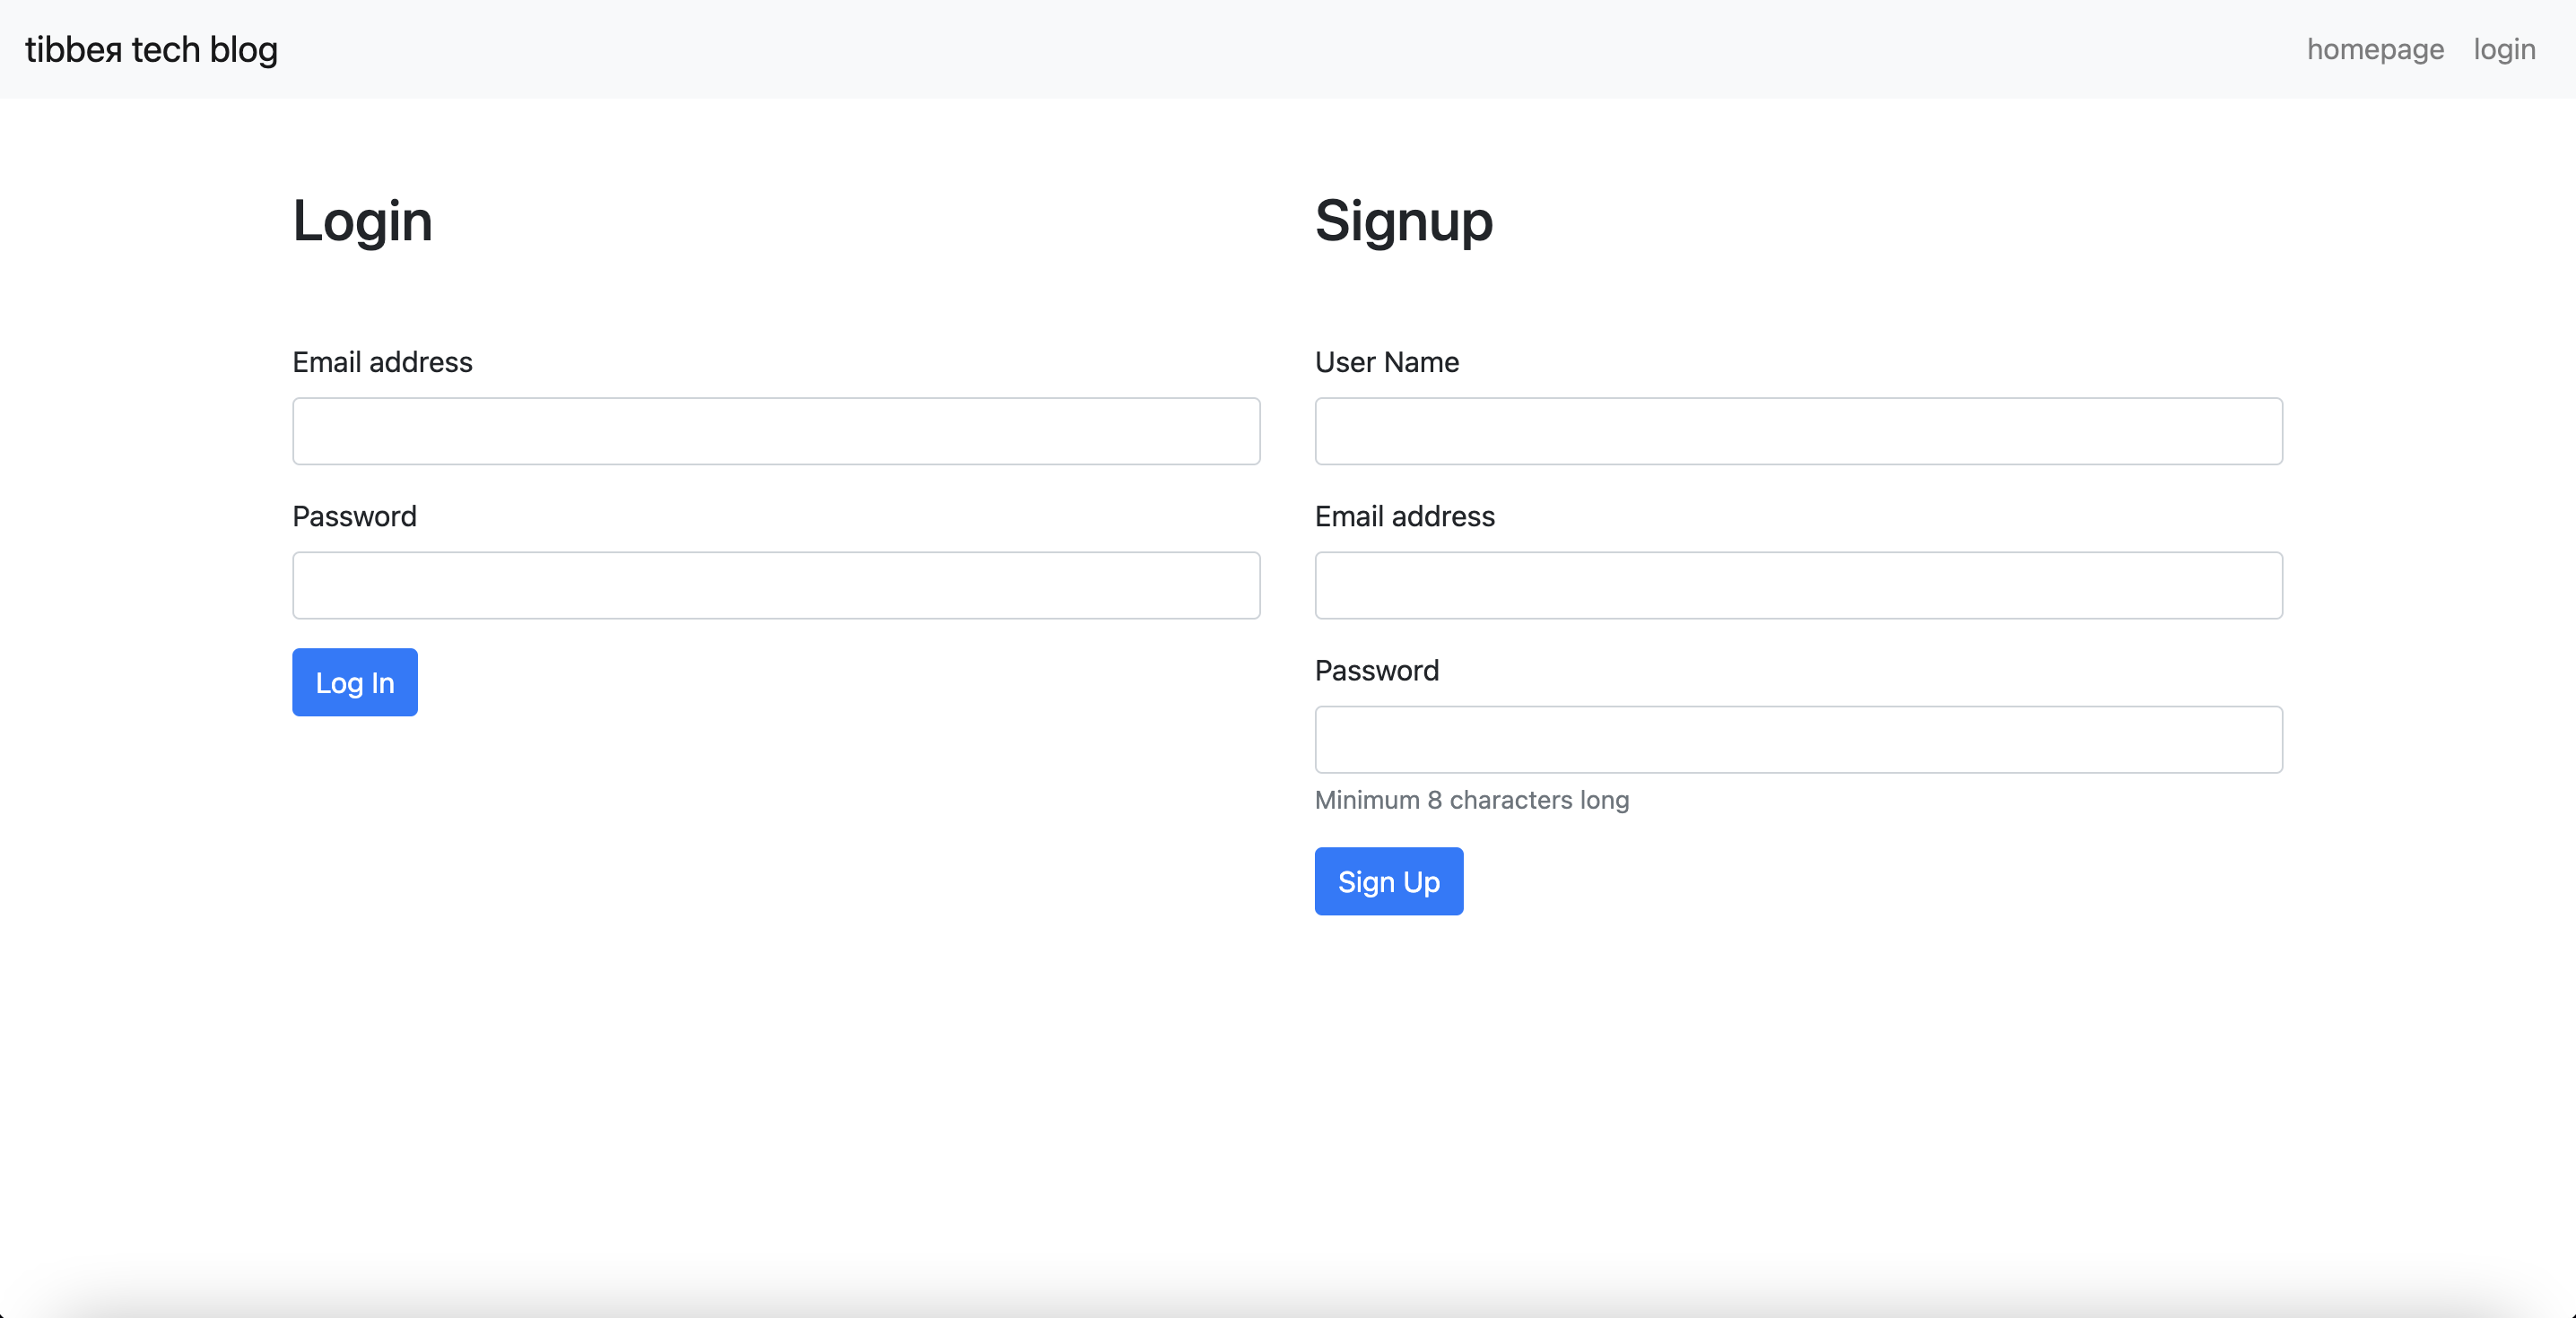 tibbeя tech blog
homepage login
Login
Email address
Password
Log In
Signup
User Name
Email address
Password
Minimum 8 characters long
Sign Up